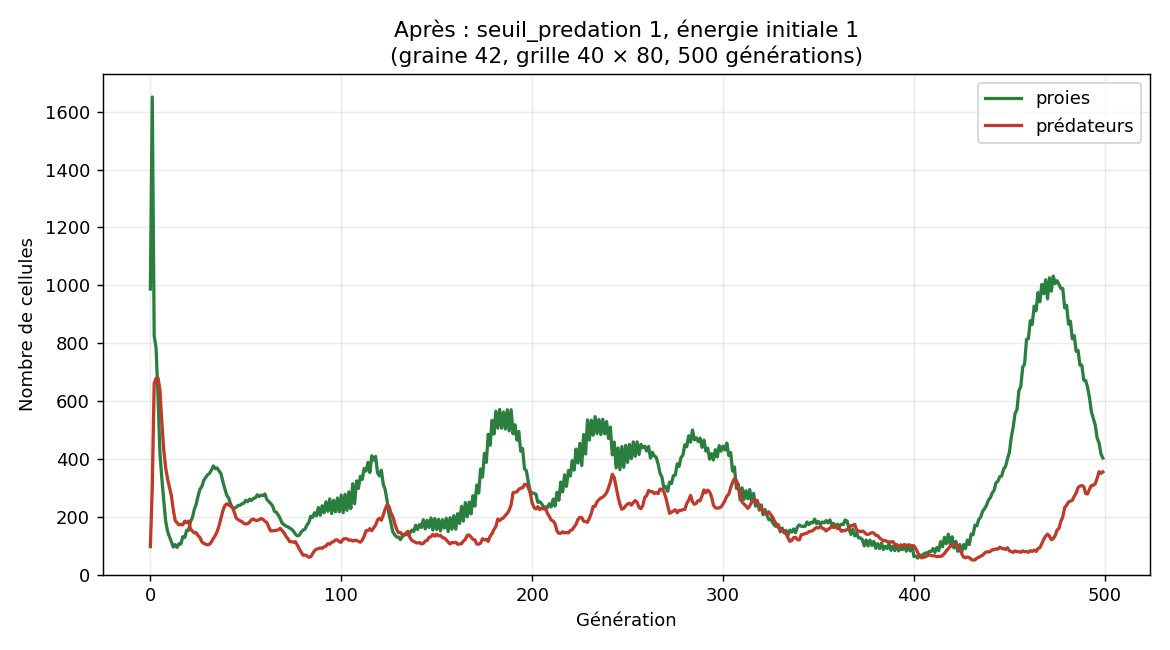 Après : seuil_predation 1, énergie initiale 1
(graine 42, grille 40 × 80, 500 générations)
proies
prédateurs
Nombre de cellules
1600
1400
1200
1000
800
600
400
200
0
0 100 200 300 400 500
Génération